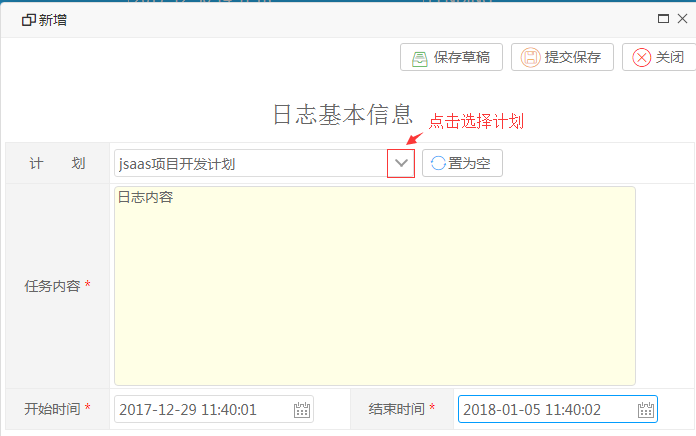 新增
保存草稿 提交保存 关闭
日志基本信息
点击选择计划
计 划 jsaas项目开发计划 置为空
任务内容 * 日志内容
开始时间 * 2017-12-29 11:40:01 结束时间 * 2018-01-05 11:40:02